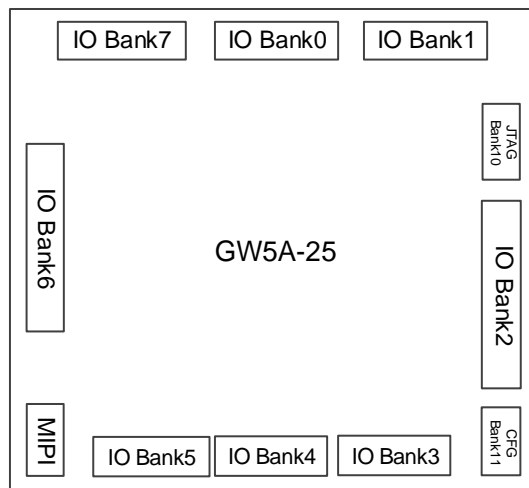 IO Bank7
IO Bank0
IO Bank1
JTAG
Bank10
IO Bank6
GW5A-25
IO Bank2
MIPI
IO Bank5
IO Bank4
IO Bank3
CFG
Bank11